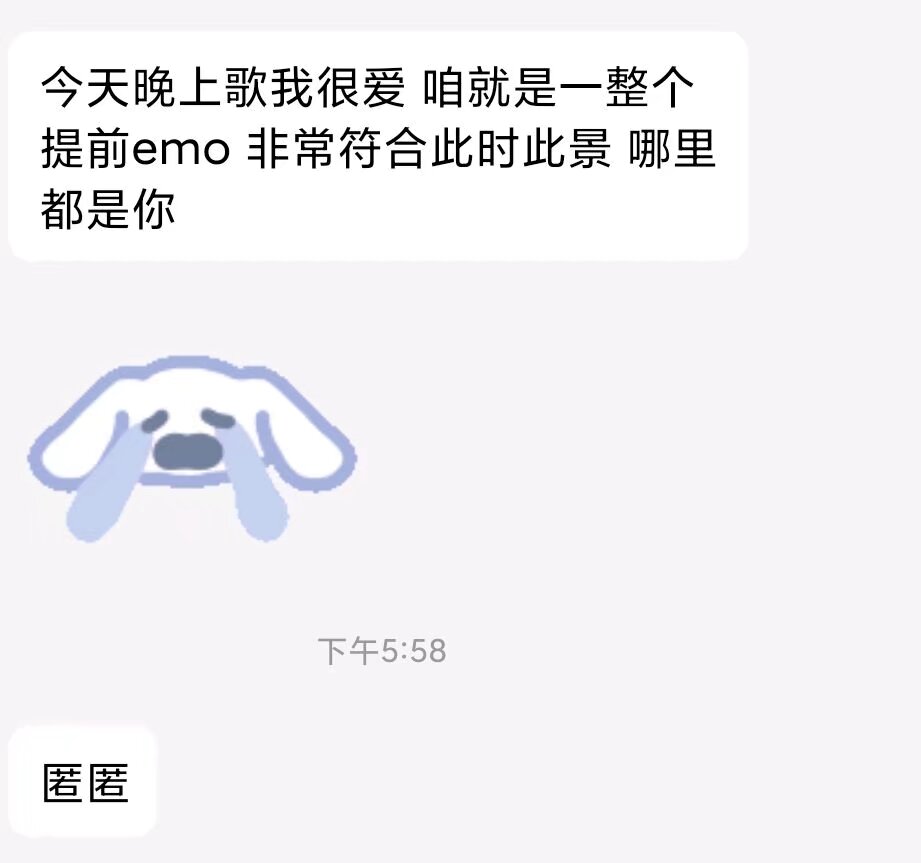 今天晚上歌我很爱 咱就是一整个
提前emo 非常符合此时此景 哪里
都是你
下午5:58
匿匿